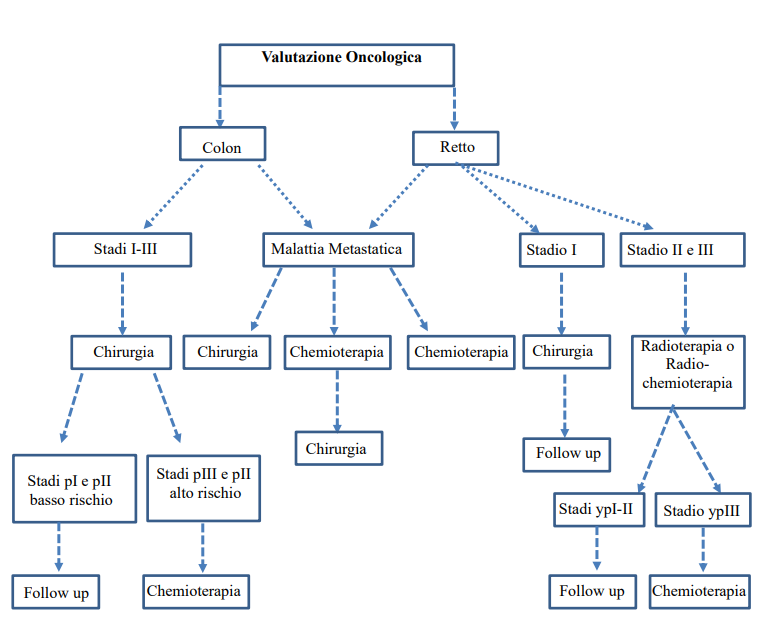 Valutazione Oncologica
Colon
Retto
Stadi I-III
Malattia Metastatica
Stadio I
Stadio II e III
Chirurgia
Chirurgia
Chemioterapia
Chemioterapia
Chirurgia
Radioterapia o
Radio-
chemioterapia
Chirurgia
Follow up
Stadi pI e pII
basso rischio
Stadi pIII e pII
alto rischio
Stadi ypI-II
Stadio ypIII
Follow up
Chemioterapia
Follow up
Chemioterapia